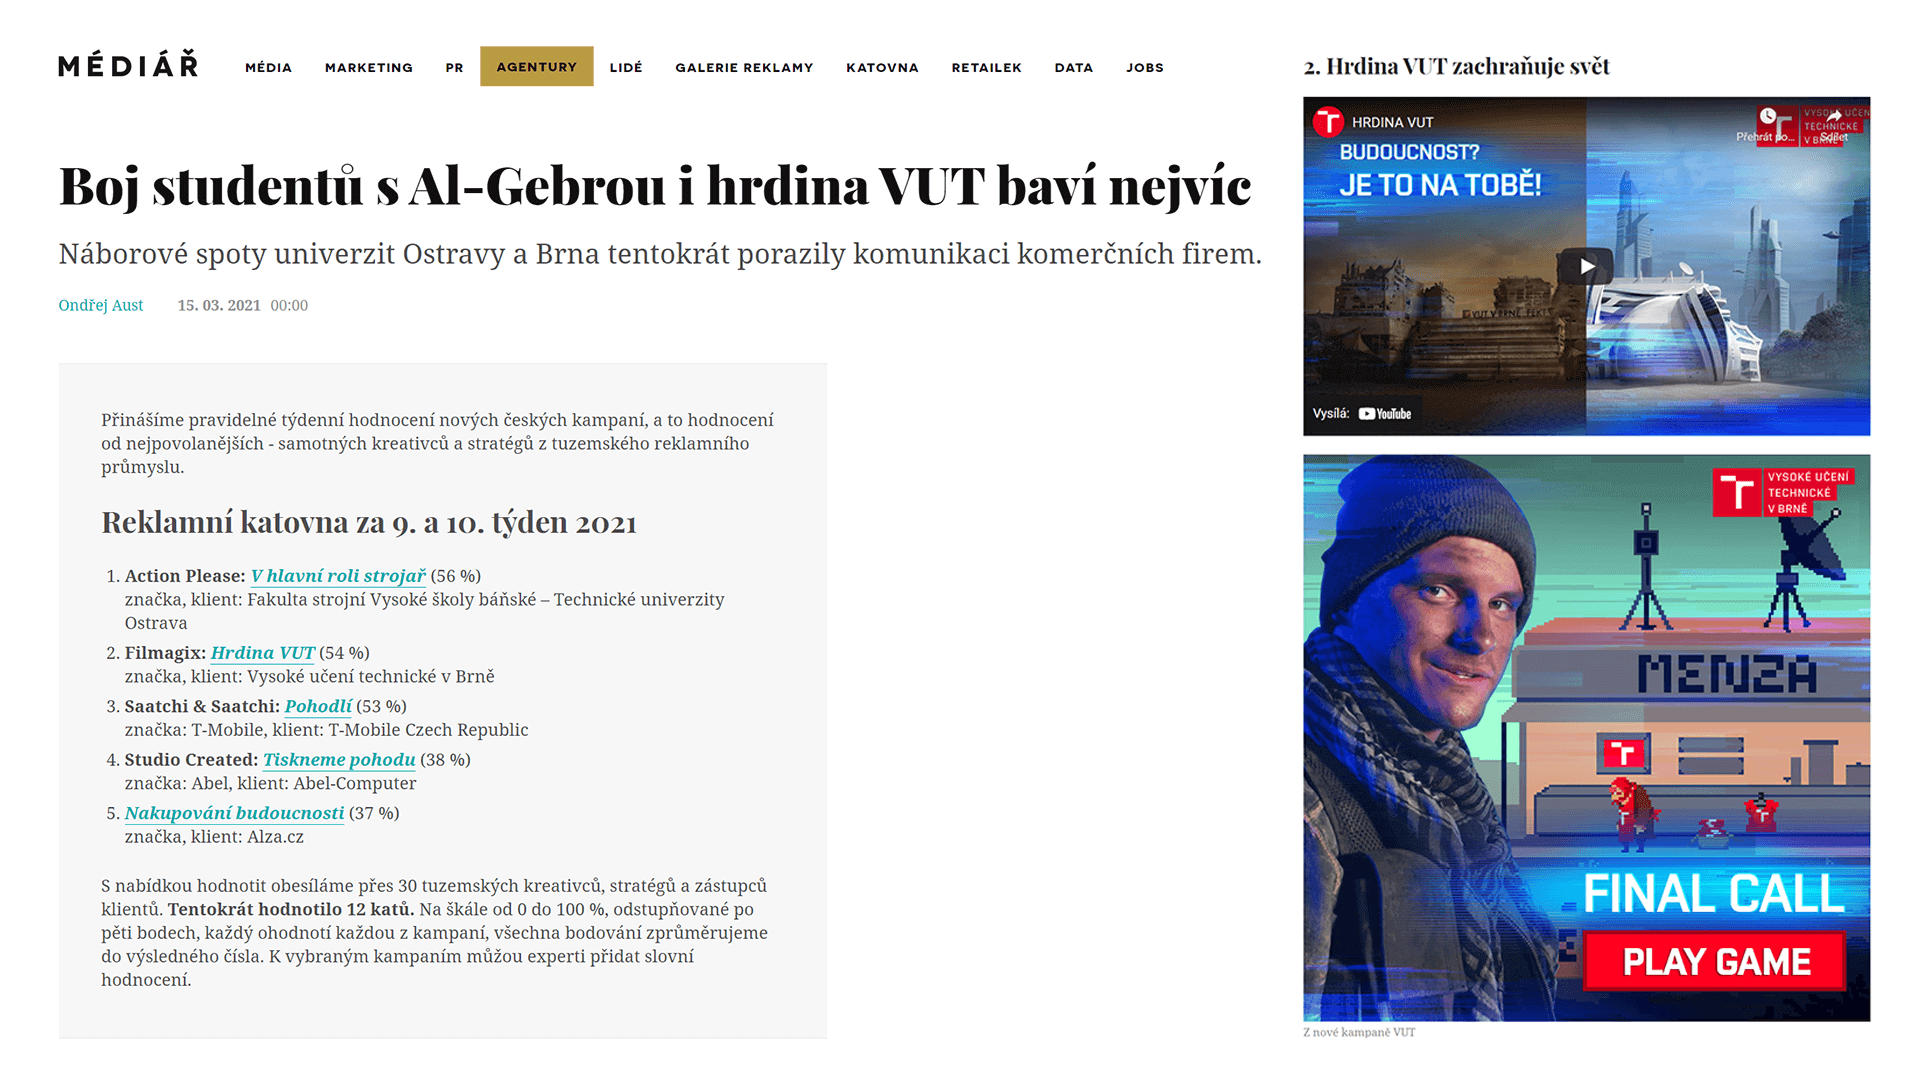 MÉDIÁŘ
MÉDIA MARKETING PR AGENTURY LIDÉ GALERIE REKLAMY KATOVNA RETAILEK DATA JOBS
Boj studentů s Al-Gebrou i hrdina VUT baví nejvíc
Náborové spoty univerzit Ostravy a Brna tentokrát porazily komunikaci komerčních firem.
Ondřej Aust 15. 03. 2021 00:00
Přinášíme pravidelné týdenní hodnocení nových českých kampaní, a to hodnocení
od nejpovolanějších - samotných kreativců a stratégů z tuzemského reklamního
průmyslu.
Reklamní katovna za 9. a 10. týden 2021
1. Action Please: V hlavní roli strojař (56 %)
značka, klient: Fakulta strojní Vysoké školy báňské – Technické univerzity
Ostrava
2. Filmagix: Hrdina VUT (54 %)
značka, klient: Vysoké učení technické v Brně
3. Saatchi & Saatchi: Pohodlí (53 %)
značka: T-Mobile, klient: T-Mobile Czech Republic
4. Studio Created: Tiskneme pohodu (38 %)
značka: Abel, klient: Abel-Computer
5. Nakupování budoucnosti (37 %)
značka, klient: Alza.cz
S nabídkou hodnotit obesíláme přes 30 tuzemských kreativců, stratégů a zástupců
klientů. Tentokrát hodnotilo 12 katů. Na škále od 0 do 100 %, odstupňované po
pěti bodech, každý ohodnotí každou z kampaní, všechna bodování zprůměrujeme
do výsledného čísla. K vybraným kampaním můžou experti přidat slovní
hodnocení.
2. Hrdina VUT zachraňuje svět
HRDINA VUT
VYSOKÉ UČEN
TECHNICKÉ
V BRNĚ
Přehrát po... Sdílet
BUDOUCNOST?
JE TO NA TOBĚ!
VUT V BRNĚ FEKT
Vysílá: YouTube
VYSOKÉ UČENÍ
TECHNICKÉ
V BRNĚ
MENZA
FINAL CALL
PLAY GAME
Z nové kampaně VUT